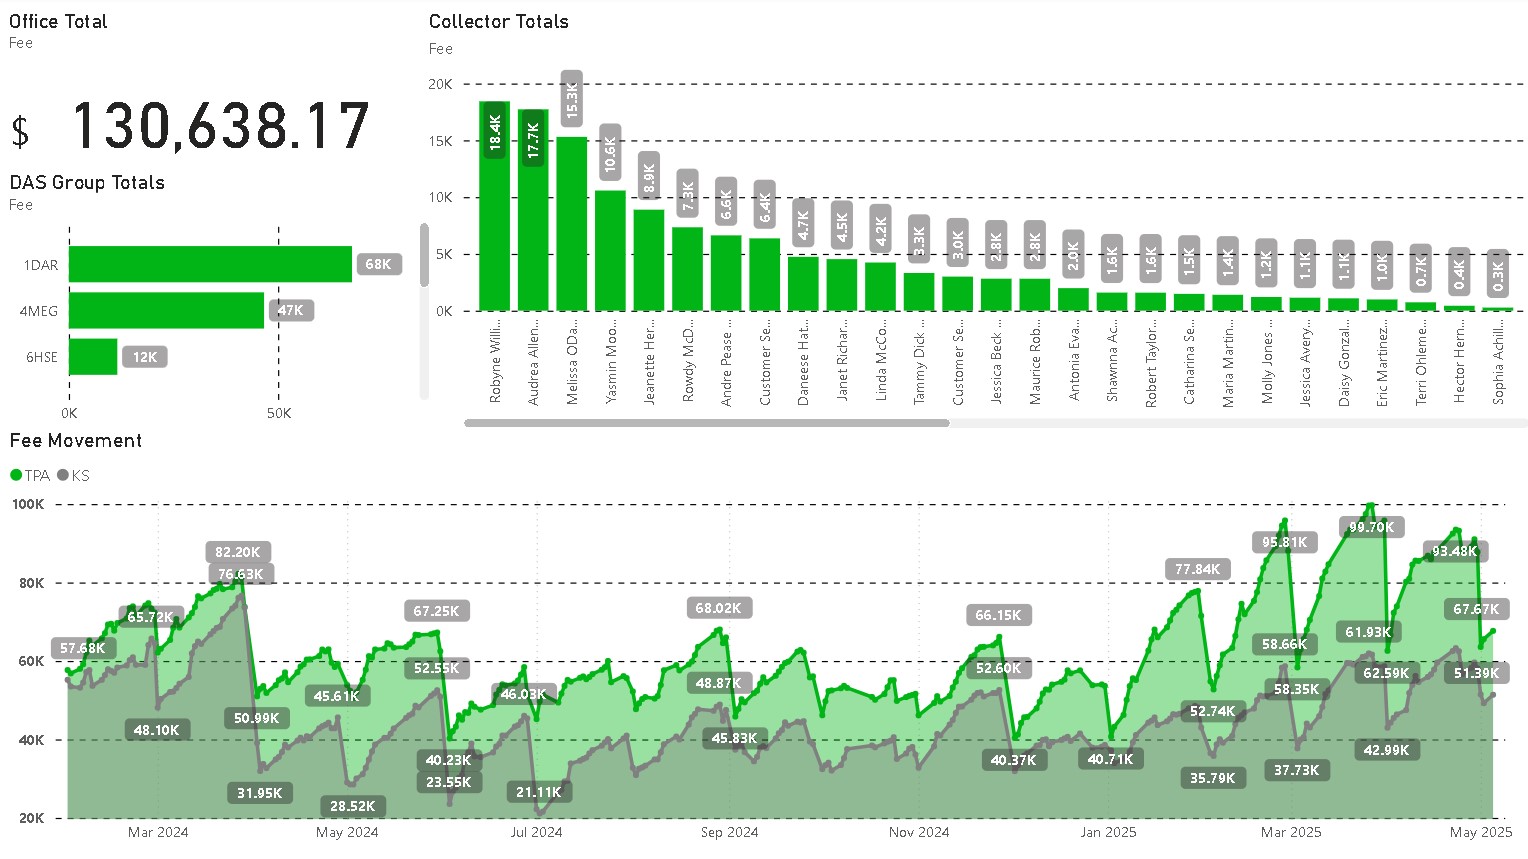 Office Total
Fee
$ 130,638.17
DAS Group Totals
Fee
1DAR 68K
4MEG 47K
6HSE 12K
0K 50K
Collector Totals
Fee
20K
15K
10K
5K
0K
18.4K 17.7K 15.3K 10.6K 8.9K 7.3K 6.6K 6.4K 4.7K 4.5K 4.2K 3.3K 3.0K 2.8K 2.8K 2.0K 1.6K 1.6K 1.5K 1.4K 1.2K 1.1K 1.1K 1.0K 0.7K 0.4K 0.3K
Robyne Willi...
Audrea Allen...
Melissa ODa...
Yasmin Moo...
Jeanette Her...
Rowdy McD...
Andre Pease ...
Customer Se...
Daneese Hat...
Janet Richar...
Linda McCo...
Tammy Dick ...
Customer Se...
Jessica Beck ...
Maurice Rob...
Antonia Eva...
Shawnna Ac...
Robert Taylor...
Catharina Se...
Maria Martin...
Molly Jones ...
Jessica Avery...
Daisy Gonzal...
Eric Martinez...
Terri Ohleme...
Hector Hern...
Sophia Achill...
Fee Movement
TPA KS
100K
80K
60K
40K
20K
57.68K
65.72K
48.10K
82.20K
76.63K
50.99K
31.95K
45.61K
28.52K
67.25K
52.55K
40.23K
23.55K
46.03K
21.11K
68.02K
48.87K
45.83K
66.15K
52.60K
40.37K
40.71K
77.84K
52.74K
35.79K
95.81K
58.66K
58.35K
37.73K
99.70K
61.93K
62.59K
42.99K
93.48K
67.67K
51.39K
Mar 2024 May 2024 Jul 2024 Sep 2024 Nov 2024 Jan 2025 Mar 2025 May 2025